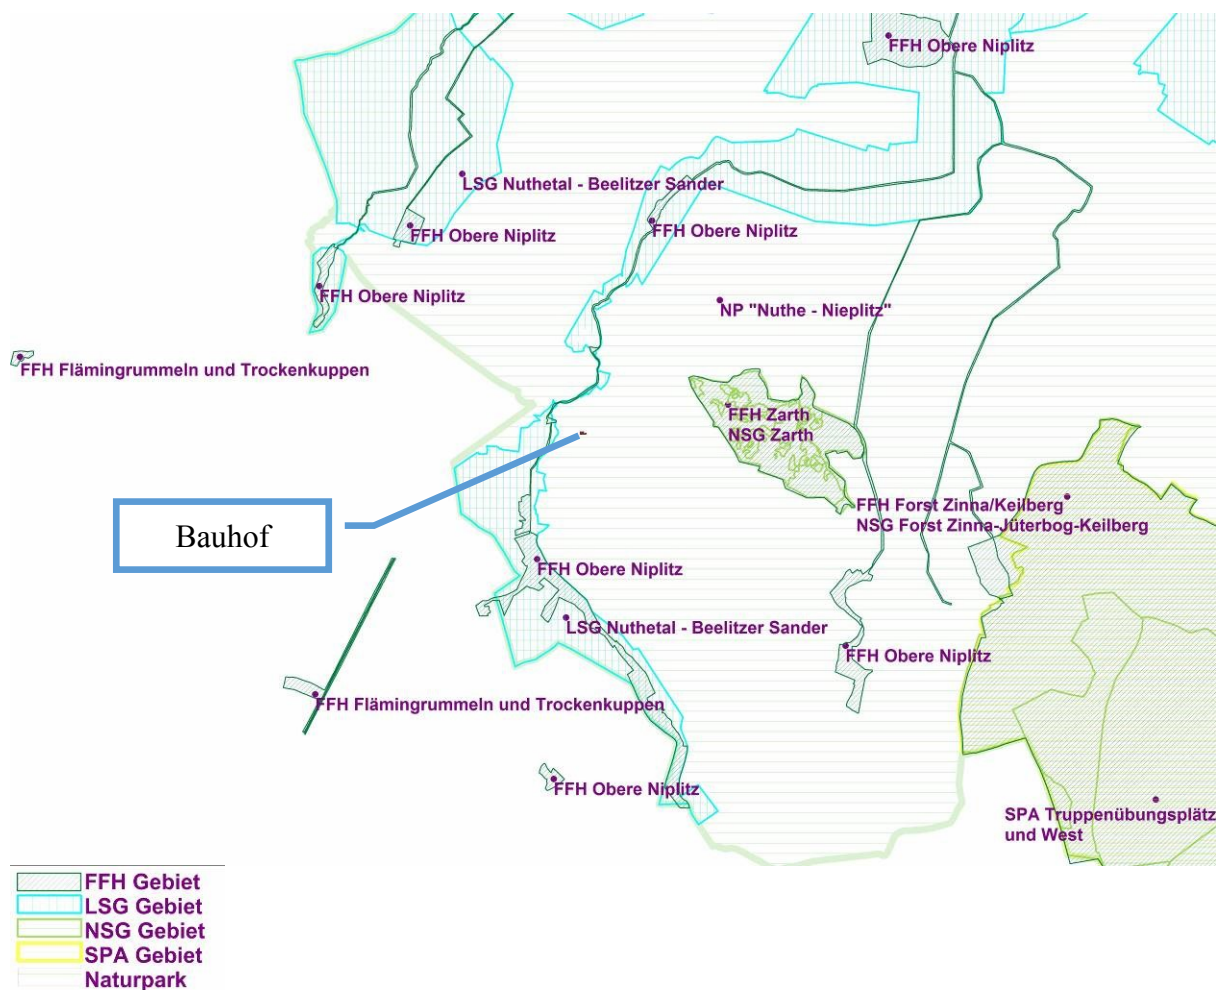 FFH Obere Niplitz
LSG Nuthetal - Beelitzer Sander
FFH Obere Niplitz
FFH Obere Niplitz
FFH Obere Niplitz
NP "Nuthe - Nieplitz"
FFH Flämingrummeln und Trockenkuppen
FFH Zarth
NSG Zarth
FFH Forst Zinna/Keilberg
NSG Forst Zinna-Jüterbog-Keilberg
Bauhof
FFH Obere Niplitz
LSG Nuthetal - Beelitzer Sander
FFH Obere Niplitz
FFH Flämingrummeln und Trockenkuppen
FFH Obere Niplitz
SPA Truppenübungsplätz
und West
FFH Gebiet
LSG Gebiet
NSG Gebiet
SPA Gebiet
Naturpark